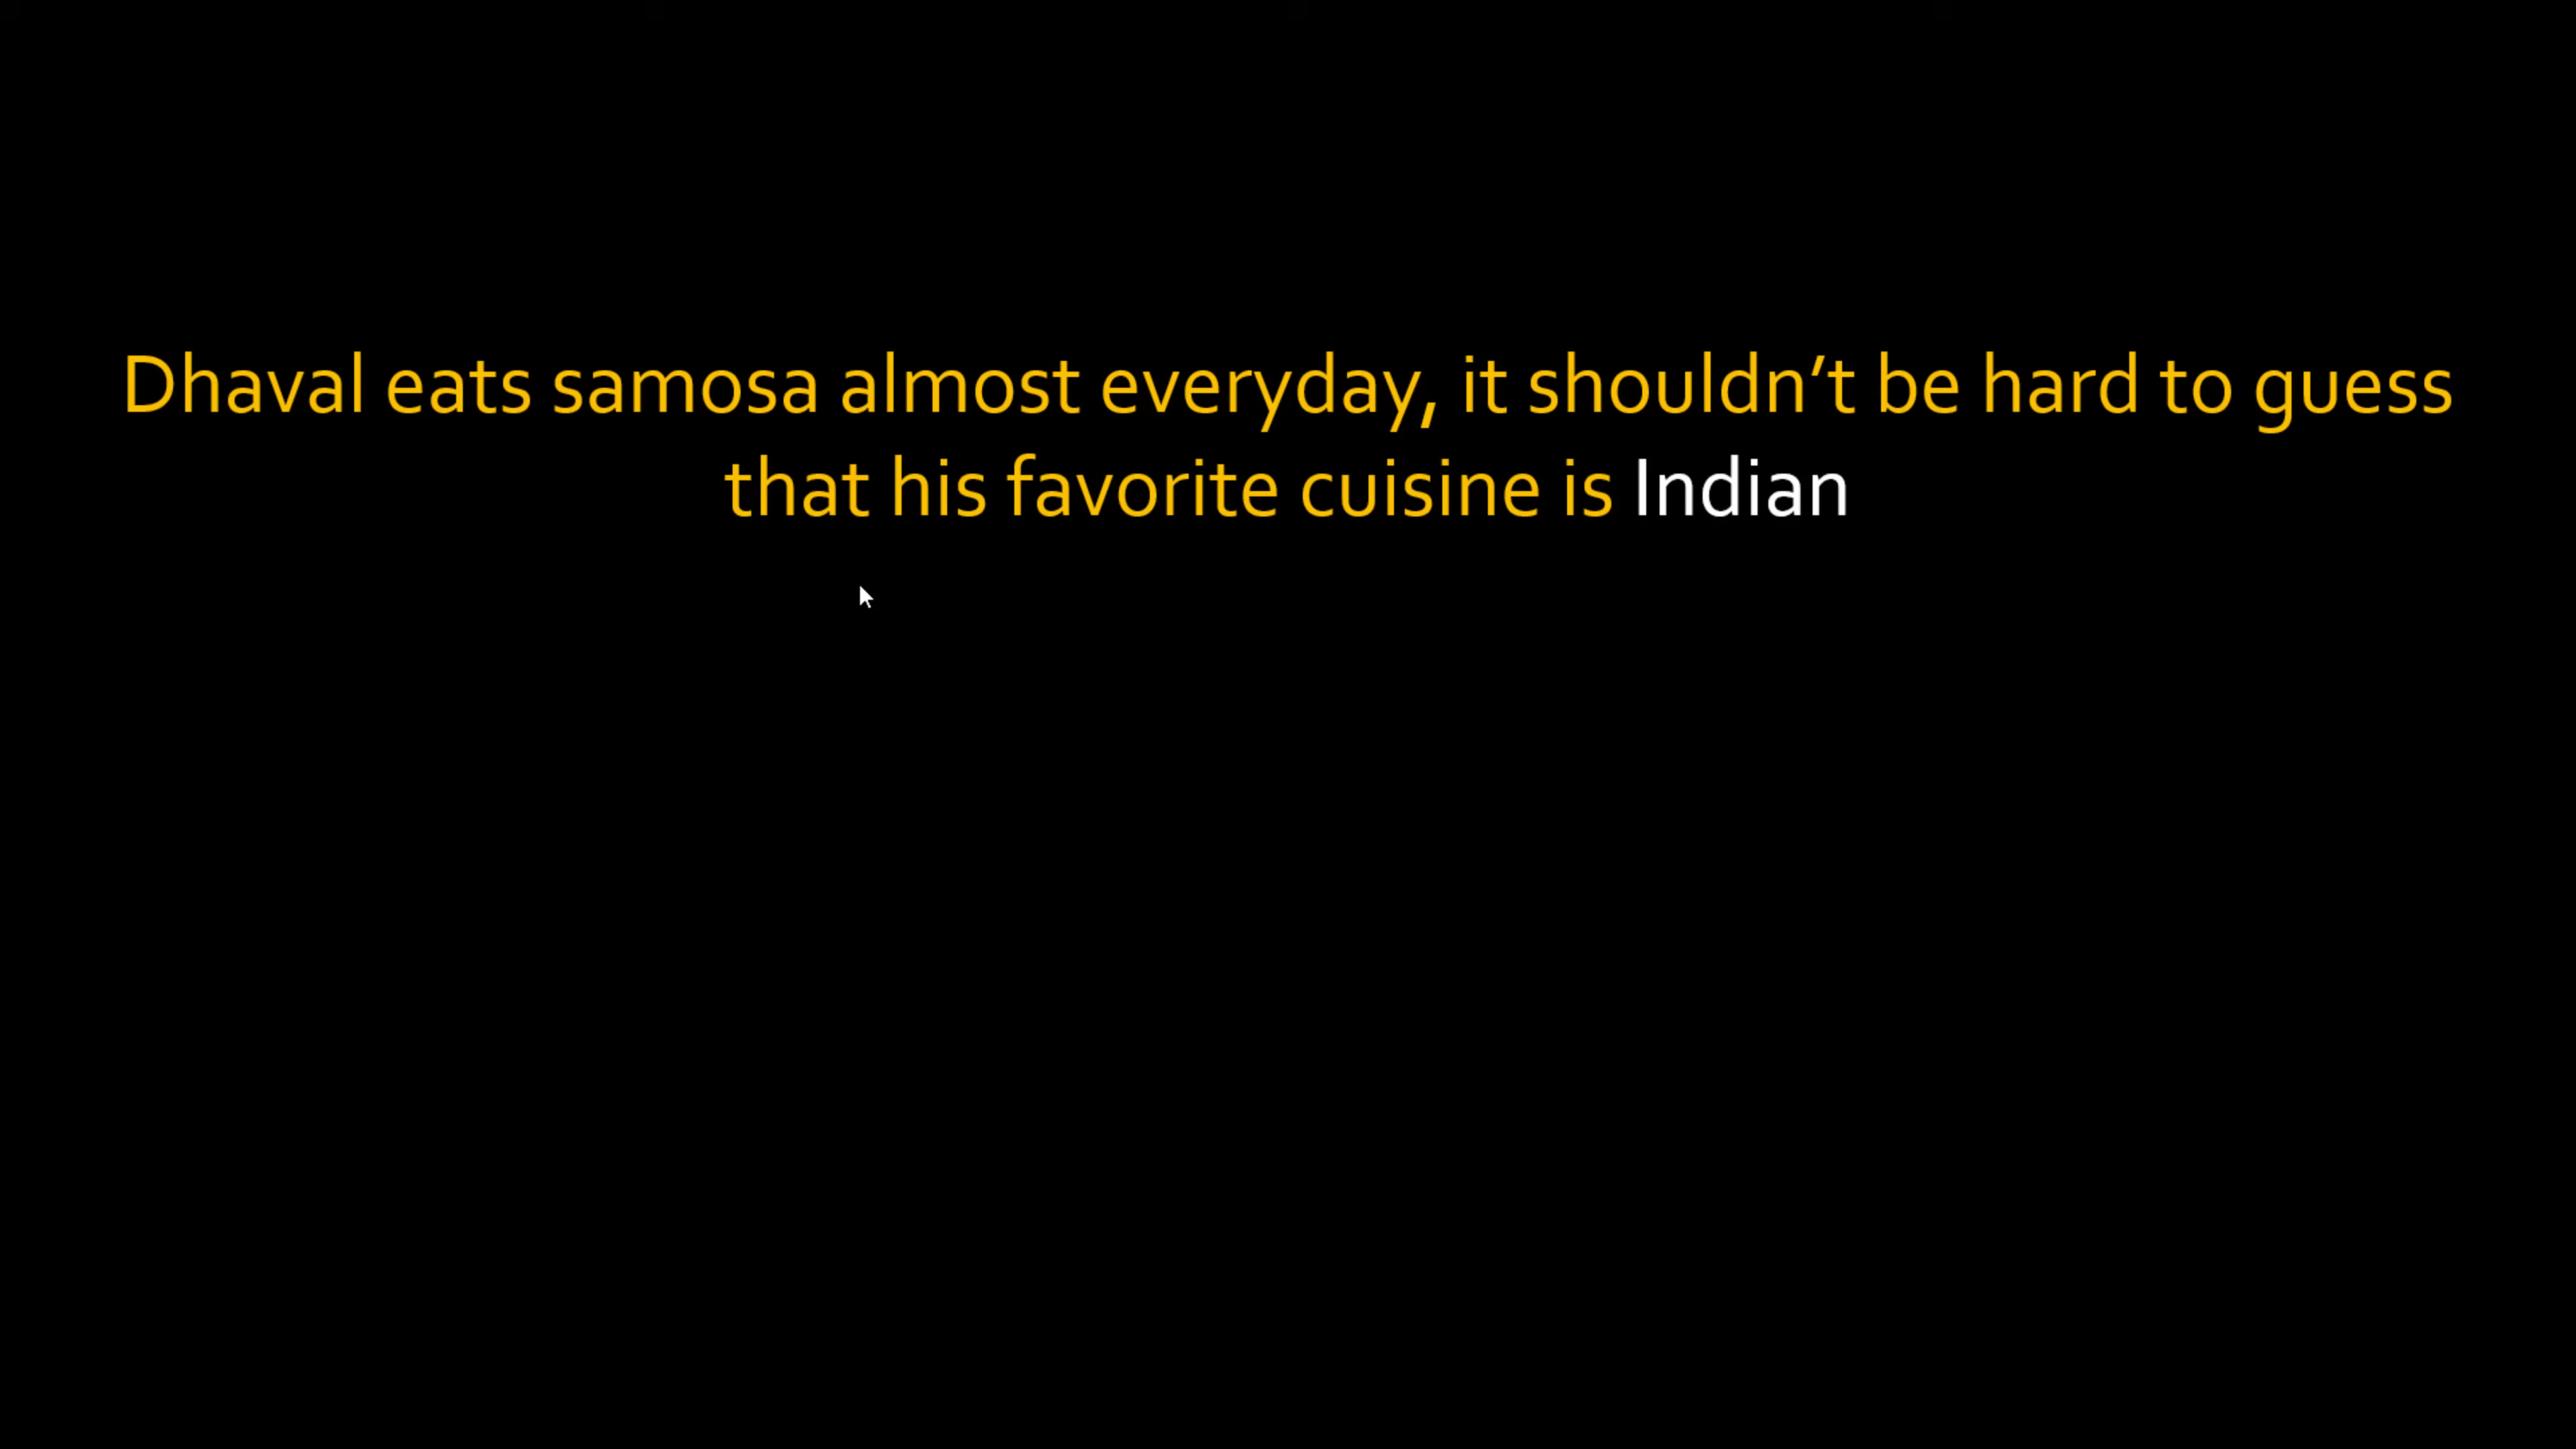 Dhaval eats samosa almost everyday, it shouldn’t be hard to guess
that his favorite cuisine is Indian